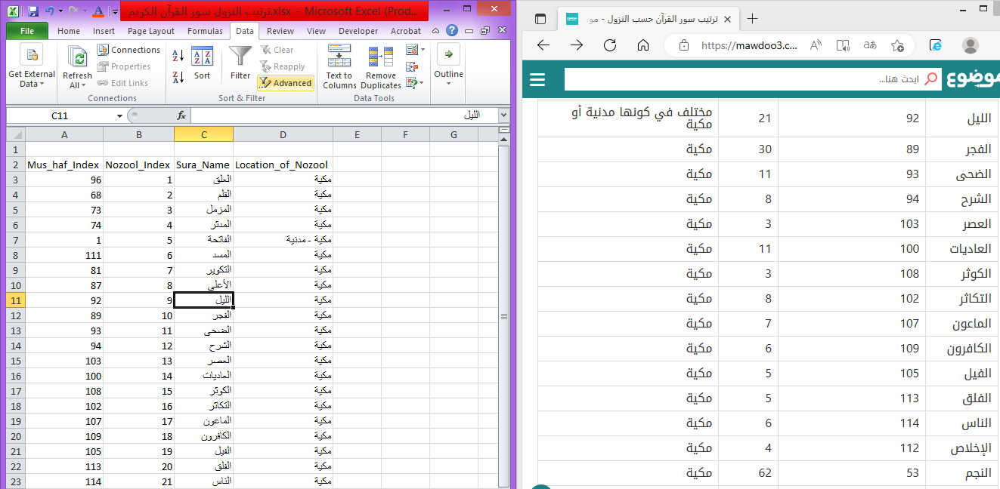 ترتيب النزول سور القرآن الكريم.xlsx - Microsoft Excel (Prod...
File Home Insert Page Layout Formulas Data Review View Developer Acrobat
Get External Data
Refresh All
Connections
Properties
Edit Links
Connections
Sort
Filter
Clear
Reapply
Advanced
Sort & Filter
Text to Columns
Remove Duplicates
Data Tools
Outline
C11 fx الليل
A B C D E F G
1
2 Mus_haf_Index Nozool_Index Sura_Name Location_of_Nozool
3 96 1 العلق مكية
4 68 2 القلم مكية
5 73 3 المزمل مكية
6 74 4 المدثر مكية
7 1 5 الفاتحة مكية - مدنية
8 111 6 المسد مكية
9 81 7 التكوير مكية
10 87 8 الأعلى مكية
11 92 9 الليل مكية
12 89 10 الفجر مكية
13 93 11 الضحى مكية
14 94 12 الشرح مكية
15 103 13 العصر مكية
16 100 14 العاديات مكية
17 108 15 الكوثر مكية
18 102 16 التكاثر مكية
19 107 17 الماعون مكية
20 109 18 الكافرون مكية
21 105 19 الفيل مكية
22 113 20 الفلق مكية
23 114 21 الناس مكية
ترتيب سور القرآن حسب النزول - مو
https://mawdoo3.c...
موضوع
ابحث هنا...
الليل 92 21 مختلف في كونها مدنية أو
مكية
الفجر 89 30 مكية
الضحى 93 11 مكية
الشرح 94 8 مكية
العصر 103 3 مكية
العاديات 100 11 مكية
الكوثر 108 3 مكية
التكاثر 102 8 مكية
الماعون 107 7 مكية
الكافرون 109 6 مكية
الفيل 105 5 مكية
الفلق 113 5 مكية
الناس 114 6 مكية
الإخلاص 112 4 مكية
النجم 53 62 مكية